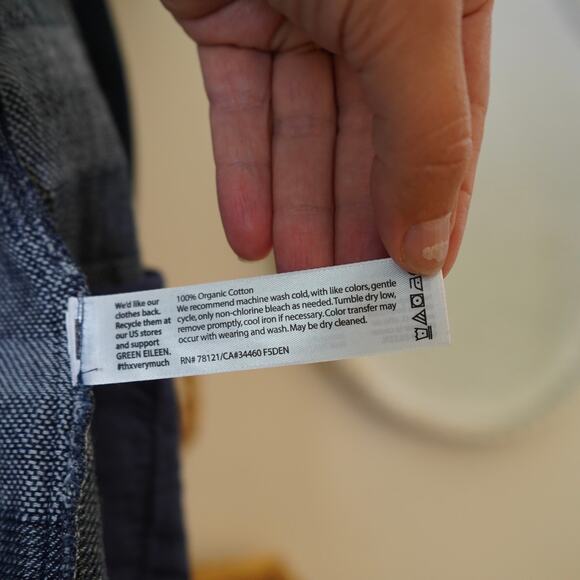 We'd like our
clothes back.
Recycle them at
our US stores
and support
GREEN EILEEN.
#thxverymuch
100% Organic Cotton
We recommend machine wash cold, with like colors, gentle
cycle, only non-chlorine bleach as needed. Tumble dry low,
remove promptly, cool iron if necessary. Color transfer may
occur with wearing and wash. May be dry cleaned.
RN# 78121/CA#34460 F5DEN